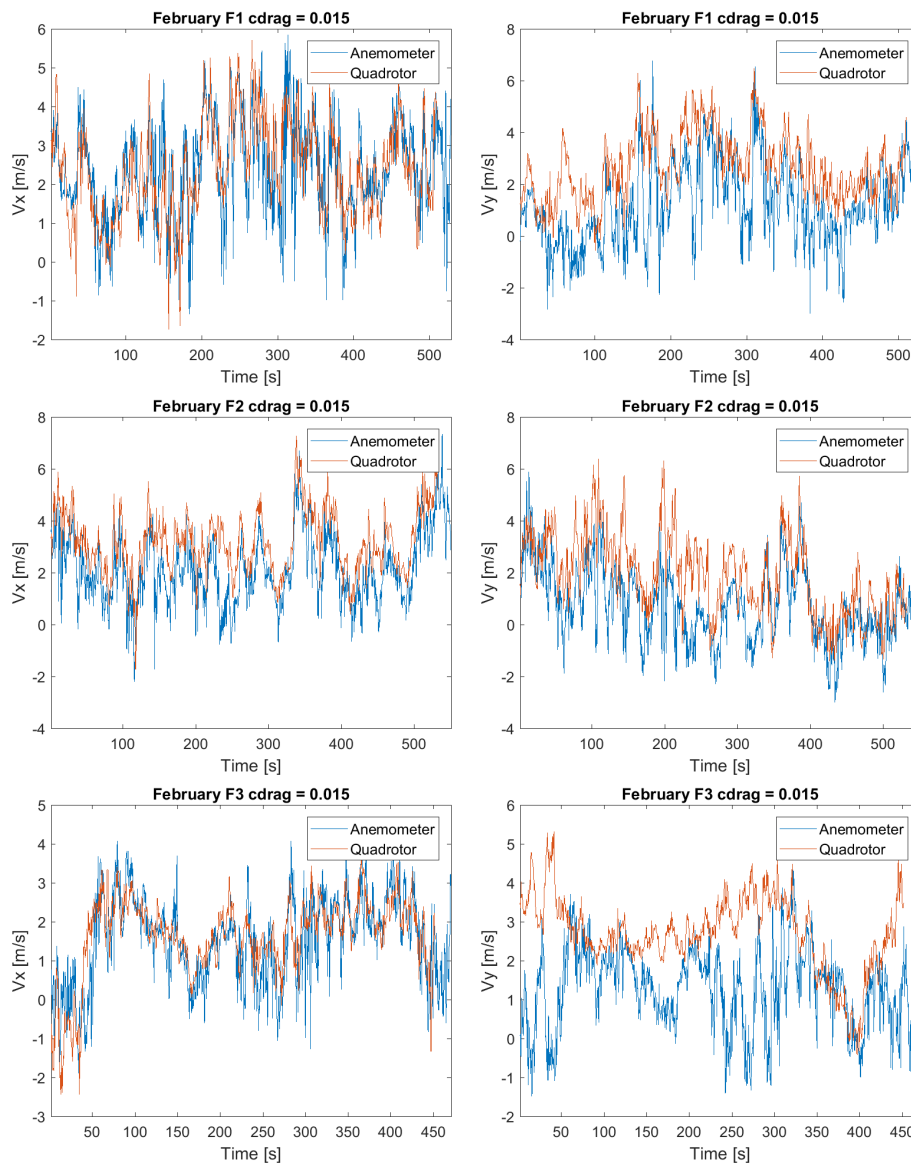 February F1 cdrag = 0.015
6
5
4
3
2
1
0
-1
-2
Vx [m/s]
Anemometer
Quadrotor
100 200 300 400 500
Time [s]
February F1 cdrag = 0.015
8
6
4
2
0
-2
-4
Vy [m/s]
Anemometer
Quadrotor
100 200 300 400 500
Time [s]
February F2 cdrag = 0.015
8
6
4
2
0
-2
-4
Vx [m/s]
Anemometer
Quadrotor
100 200 300 400 500
Time [s]
February F2 cdrag = 0.015
8
6
4
2
0
-2
-4
Vy [m/s]
Anemometer
Quadrotor
100 200 300 400 500
Time [s]
February F3 cdrag = 0.015
5
4
3
2
1
0
-1
-2
-3
Vx [m/s]
Anemometer
Quadrotor
50 100 150 200 250 300 350 400 450
Time [s]
February F3 cdrag = 0.015
6
5
4
3
2
1
0
-1
-2
Vy [m/s]
Anemometer
Quadrotor
50 100 150 200 250 300 350 400 450
Time [s]